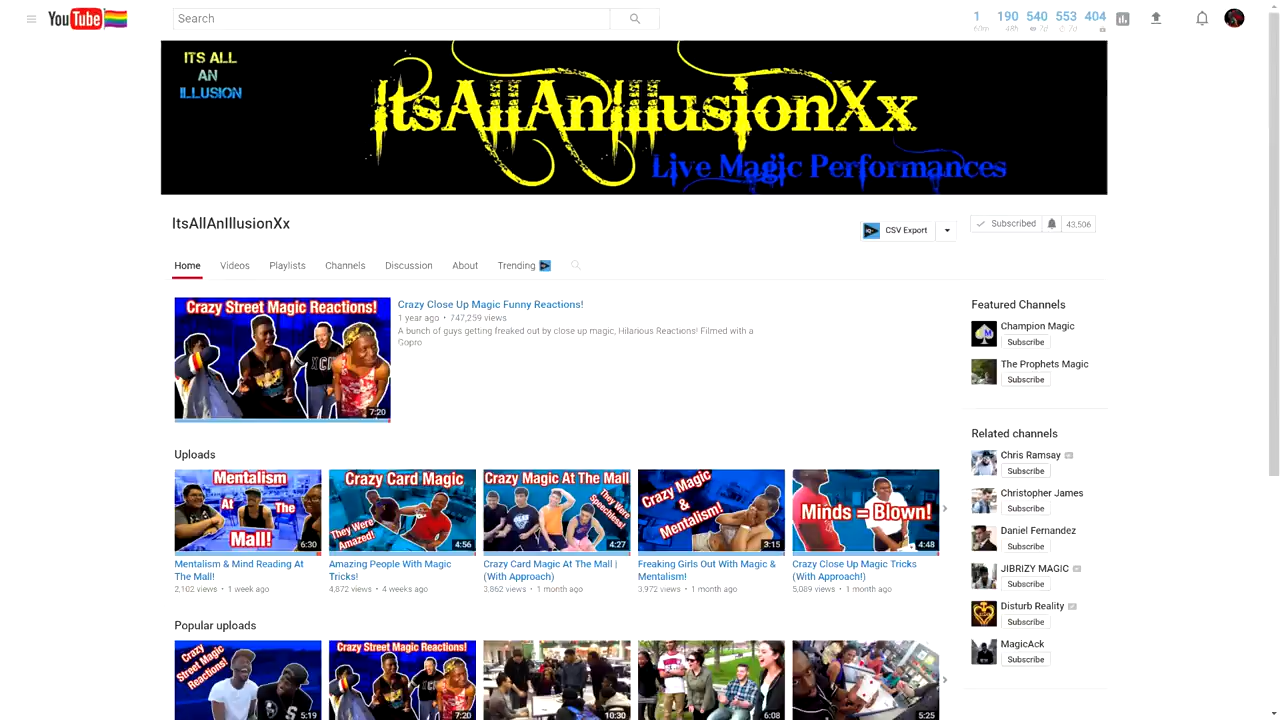 YouTube
Search
1 190 540 553 404
60m 48h 7d 7d
ITS ALL
AN
ILLUSION
ItsAllAnIllusionXx
Live Magic Performances
ItsAllAnIllusionXx
CSV Export
Subscribed 43,506
Home Videos Playlists Channels Discussion About Trending
Crazy Street Magic Reactions!
7:20
Crazy Close Up Magic Funny Reactions!
1 year ago • 747,259 views
A bunch of guys getting freaked out by close up magic, Hilarious Reactions! Filmed with a
Gopro
Featured Channels
Champion Magic
Subscribe
The Prophets Magic
Subscribe
Uploads
Mentalism
At The
Mall!
6:30
Mentalism & Mind Reading At
The Mall!
2,102 views • 1 week ago
Crazy Card Magic
They Were
Amazed!
4:56
Amazing People With Magic
Tricks!
4,872 views • 4 weeks ago
Crazy Magic At The Mall
They Were
Speechless!
4:27
Crazy Card Magic At The Mall |
(With Approach)
3,862 views • 1 month ago
Crazy Magic
&
Mentalism!
3:15
Freaking Girls Out With Magic &
Mentalism!
3,972 views • 1 month ago
Minds = Blown!
4:48
Crazy Close Up Magic Tricks
(With Approach!)
5,089 views • 1 month ago
Related channels
Chris Ramsay
Subscribe
Christopher James
Subscribe
Daniel Fernandez
Subscribe
JIBRIZY MAGIC
Subscribe
Disturb Reality
Subscribe
MagicAck
Subscribe
Popular uploads
Crazy
Street Magic
Reactions!
5:19
Crazy Street Magic Reactions!
7:20
10:30
6:08
5:25